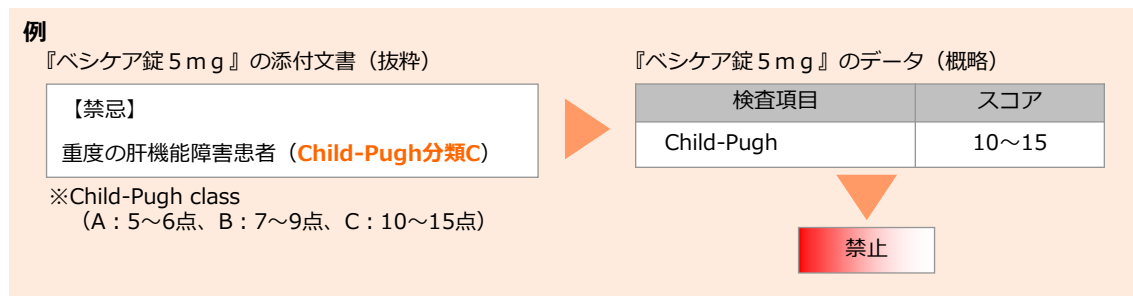 例
『ベシケア錠５ｍｇ』の添付文書（抜粋）
【禁忌】
重度の肝機能障害患者（Child-Pugh分類C）
※Child-Pugh class
（A：5～6点、B：7～9点、C：10～15点）
『ベシケア錠５ｍｇ』のデータ（概略）
検査項目 スコア
Child-Pugh 10～15
禁止